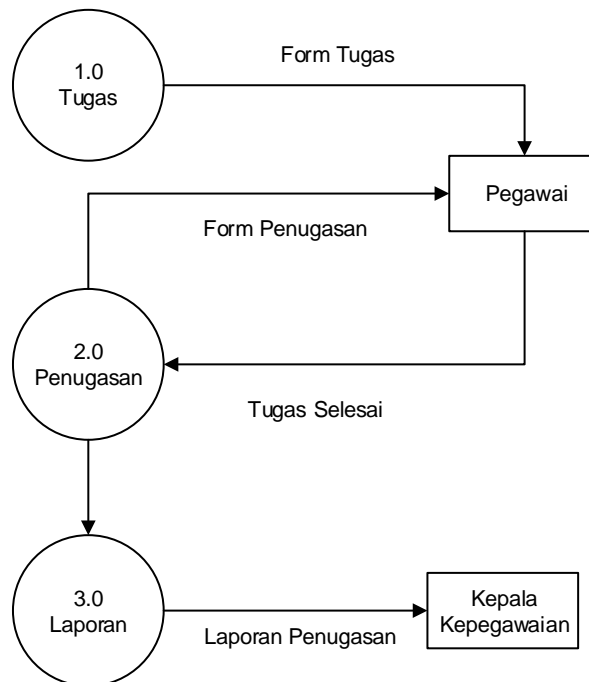 1.0
Tugas
Form Tugas
Pegawai
Form Penugasan
2.0
Penugasan
Tugas Selesai
3.0
Laporan
Laporan Penugasan
Kepala
Kepegawaian